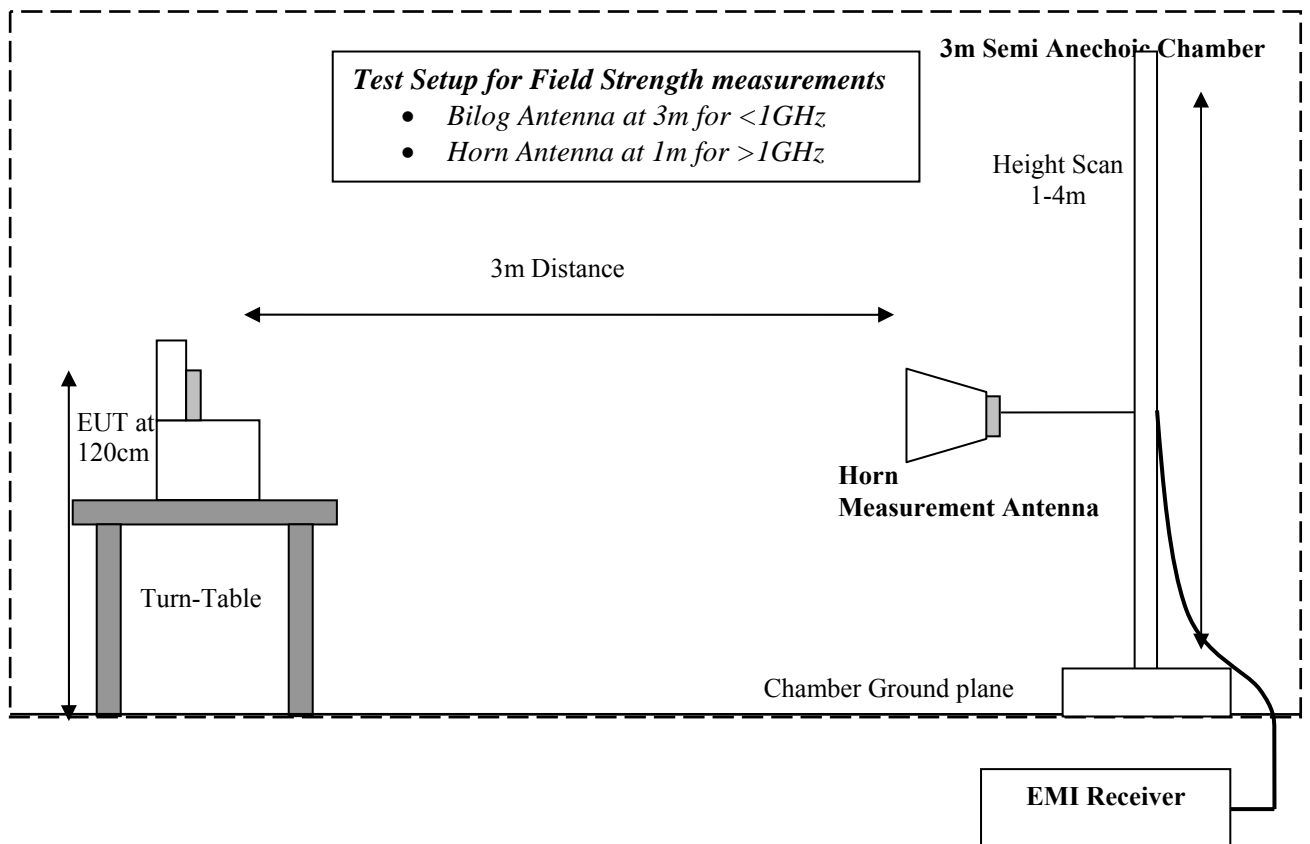 3m Semi Anechoic Chamber
Test Setup for Field Strength measurements
• Bilog Antenna at 3m for <1GHz
• Horn Antenna at 1m for >1GHz
Height Scan
1-4m
3m Distance
EUT at
120cm
Horn
Measurement Antenna
Turn-Table
Chamber Ground plane
EMI Receiver